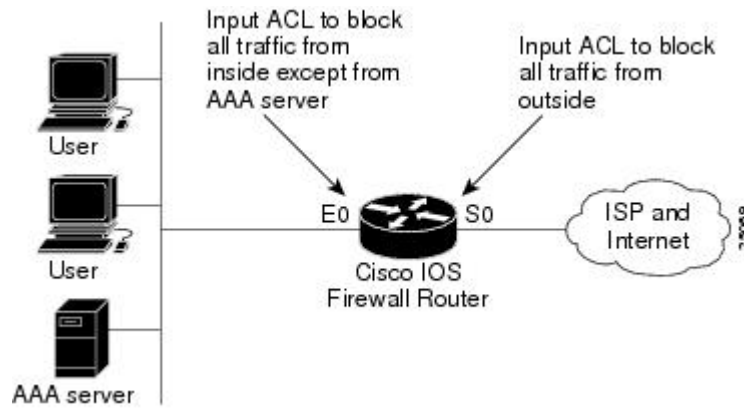 Input ACL to block
all traffic from
inside except from
AAA server
Input ACL to block
all traffic from
outside
User
User
AAA server
E0
S0
Cisco IOS
Firewall Router
ISP and
Internet